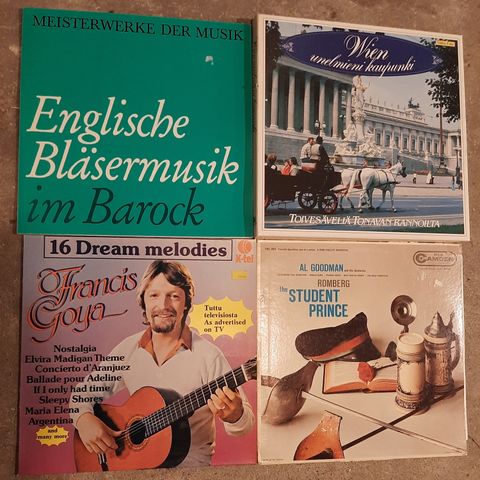 MEISTERWERKE DER MUSIK
Englische
Bläsermusik
im Barock
Wien
unelmieni kaupunki
TOIVESÄVELIÄ TONAVAN RANNOILTA
16 Dream melodies
K-tel
Francis
Goya
Tuttu
televisiosta
As advertised
on TV
Nostalgia
Elvira Madigan Theme
Concierto d'Aranjuez
Ballade pour Adeline
If I only had time
Sleepy Shores
Maria Elena
Argentina
and
many more
CAMDEN
AL GOODMAN
ROMBERG
the STUDENT
PRINCE